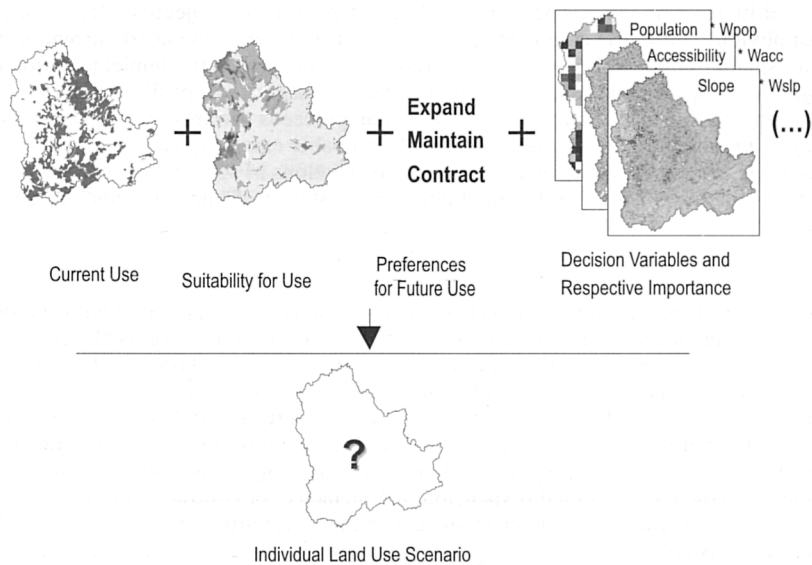 Population * Wpop
Accessibility * Wacc
Slope * Wslp
+ + Expand + (...)
Maintain
Contract
Current Use
Suitability for Use
Preferences
for Future Use
Decision Variables and
Respective Importance
?
Individual Land Use Scenario